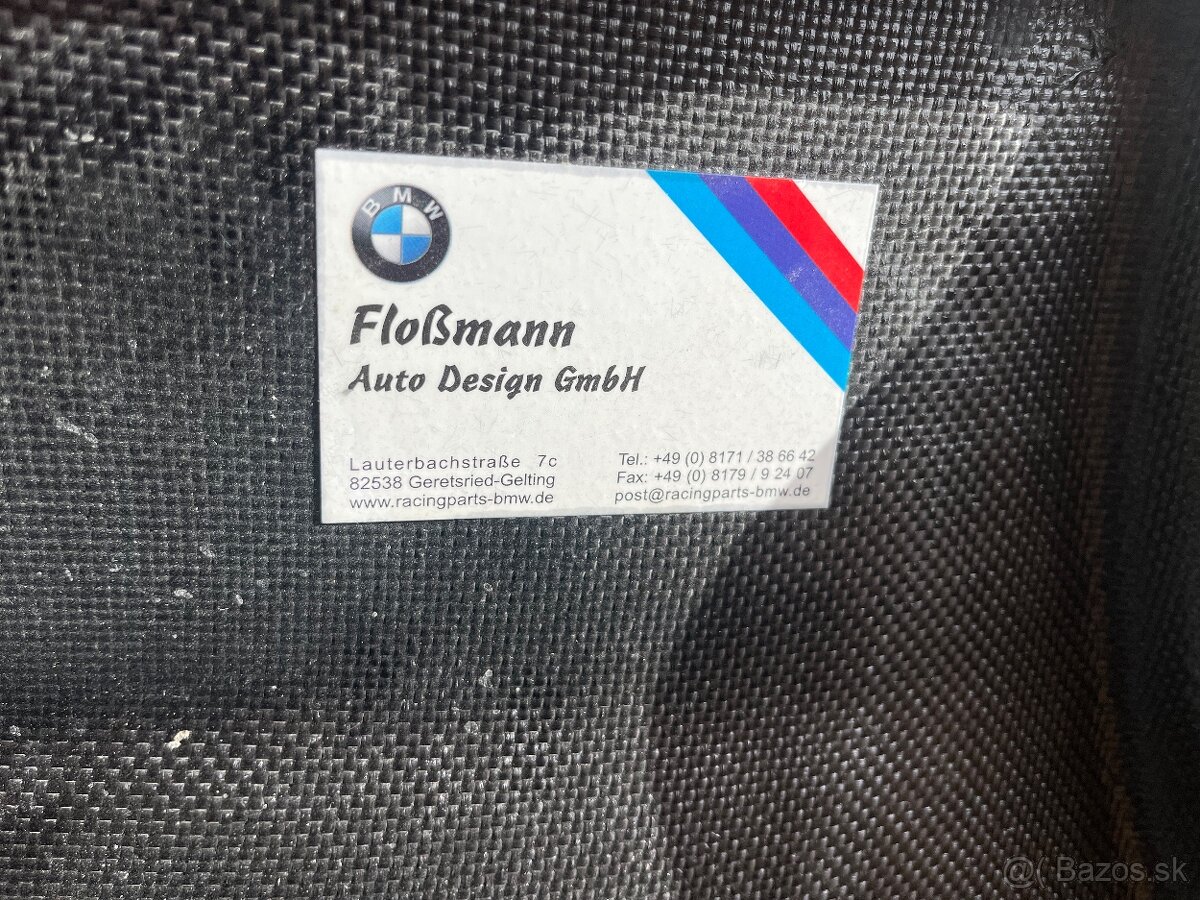 BMW
Floßmann
Auto Design GmbH
Lauterbachstraße 7c
82538 Geretsried-Gelting
www.racingparts-bmw.de
Tel.: +49 (0) 8171 / 38 66 42
Fax: +49 (0) 8179 / 9 24 07
post@racingparts-bmw.de
Bazos.sk